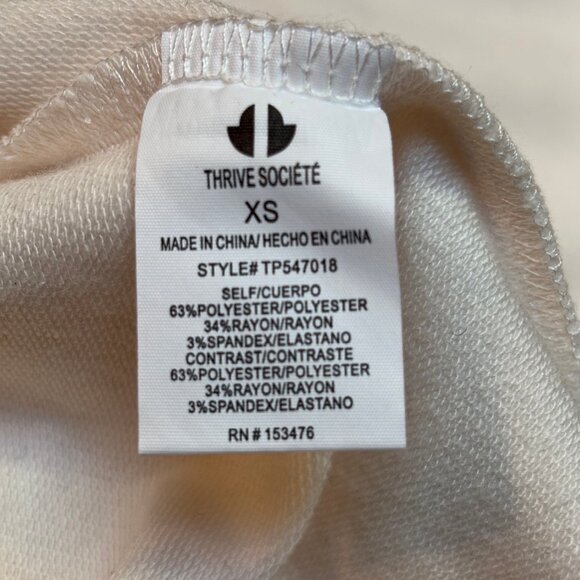 THRIVE SOCIÉTÉ
XS
MADE IN CHINA/ HECHO EN CHINA
STYLE# TP547018
SELF/CUERPO
63%POLYESTER/POLYESTER
34%RAYON/RAYON
3%SPANDEX/ELASTANO
CONTRAST/CONTRASTE
63%POLYESTER/POLYESTER
34%RAYON/RAYON
3%SPANDEX/ELASTANO
RN # 153476